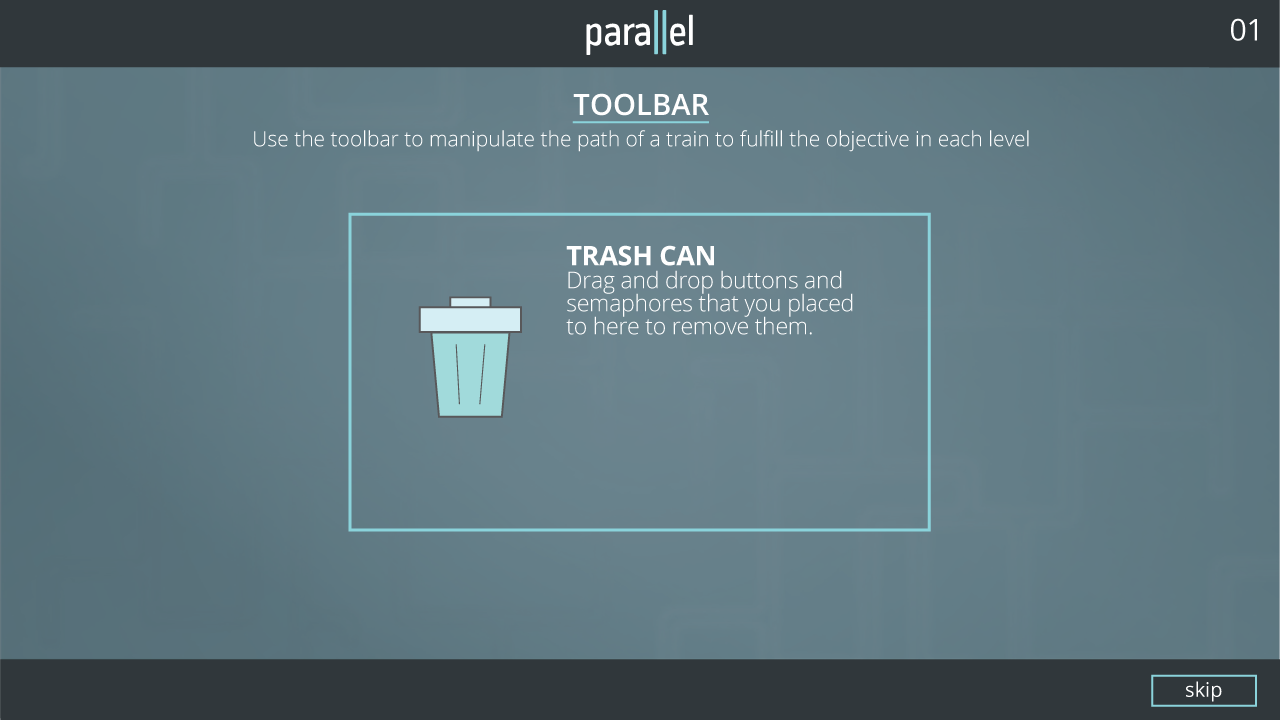 parallel
01
TOOLBAR
Use the toolbar to manipulate the path of a train to fulfill the objective in each level
TRASH CAN
Drag and drop buttons and
semaphores that you placed
to here to remove them.
skip